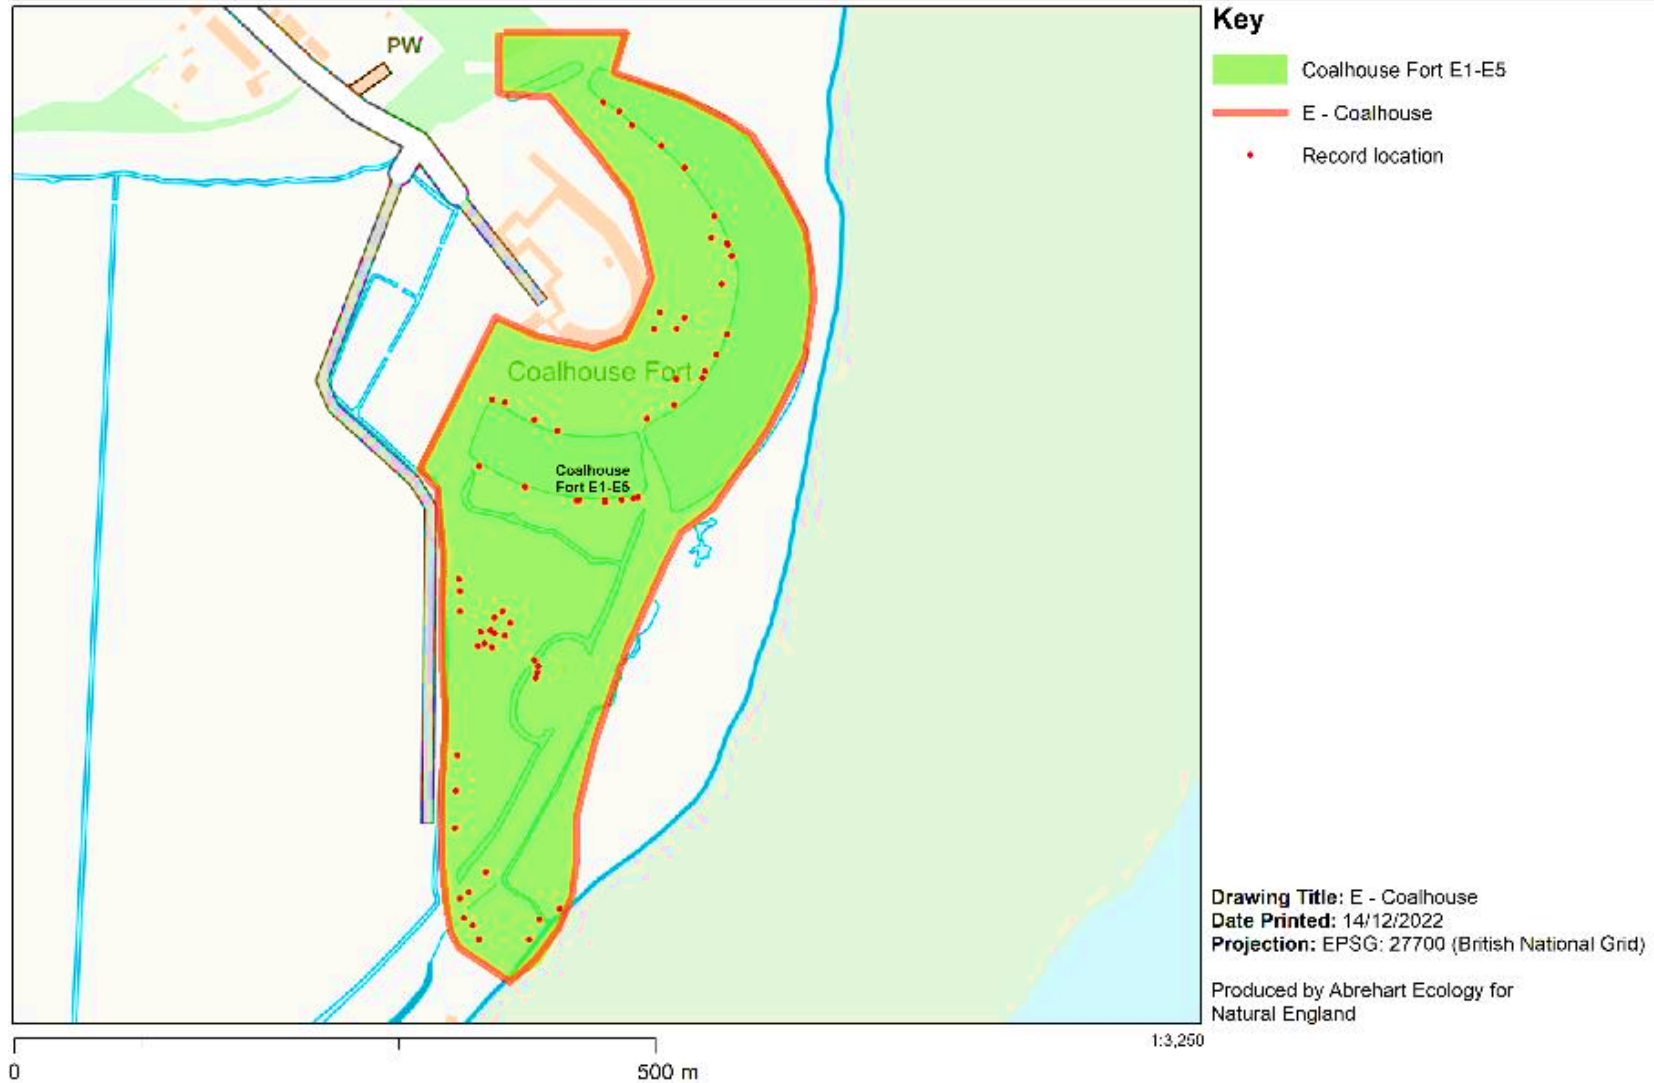 PW
Coalhouse Fort
Coalhouse
Fort E1-E5
Key
Coalhouse Fort E1-E5
E - Coalhouse
Record location
Drawing Title: E - Coalhouse
Date Printed: 14/12/2022
Projection: EPSG: 27700 (British National Grid)
Produced by Abrehart Ecology for
Natural England
1:3,250
0
500 m